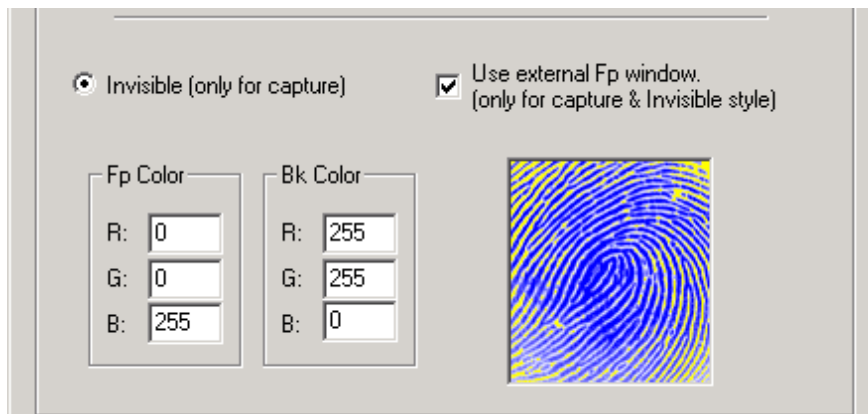 Invisible (only for capture)
Use external Fp window.
(only for capture & Invisible style)
Fp Color
Bk Color
R: 0
R: 255
G: 0
G: 255
B: 255
B: 0